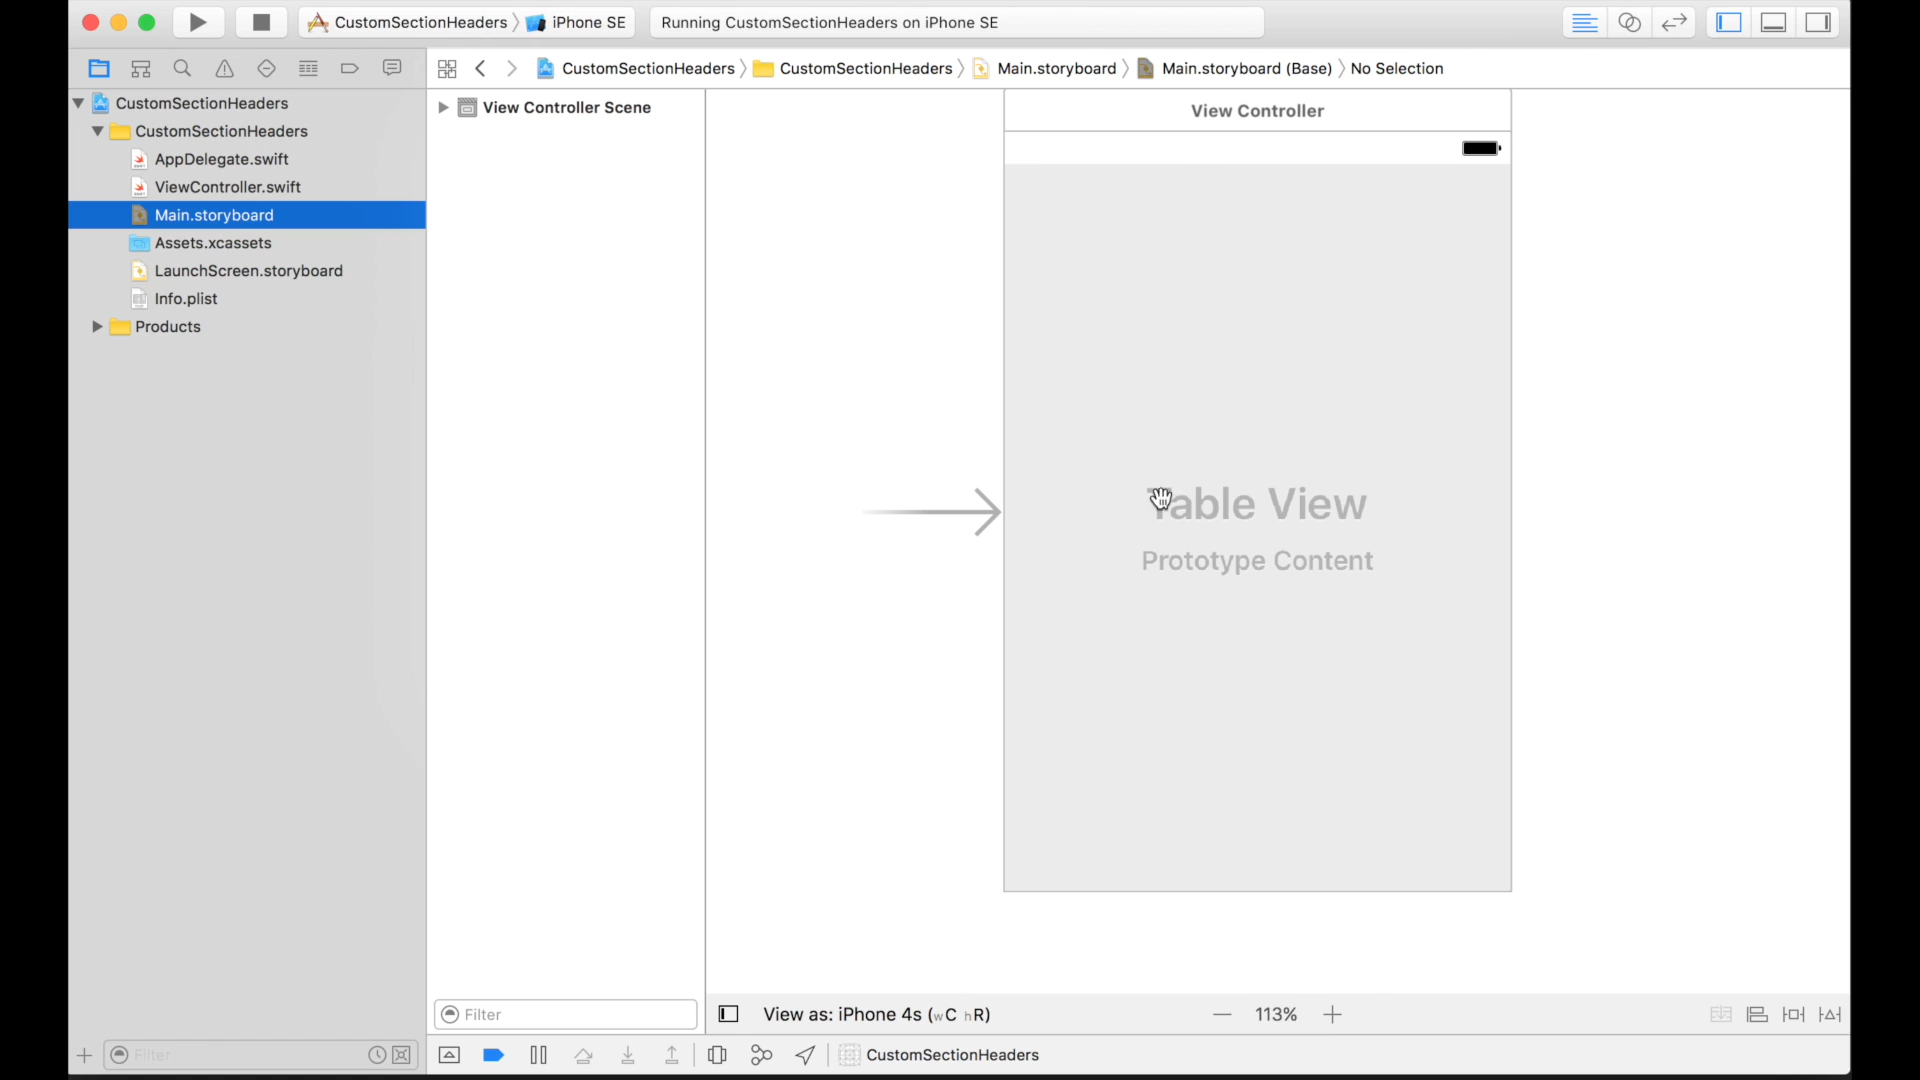 CustomSectionHeaders iPhone SE
Running CustomSectionHeaders on iPhone SE
CustomSectionHeaders CustomSectionHeaders Main.storyboard Main.storyboard (Base) No Selection
CustomSectionHeaders
CustomSectionHeaders
AppDelegate.swift
ViewController.swift
Main.storyboard
Assets.xcassets
LaunchScreen.storyboard
Info.plist
Products
View Controller Scene
View Controller
Table View
Prototype Content
Filter
View as: iPhone 4s (wC hR)
113%
Filter
CustomSectionHeaders